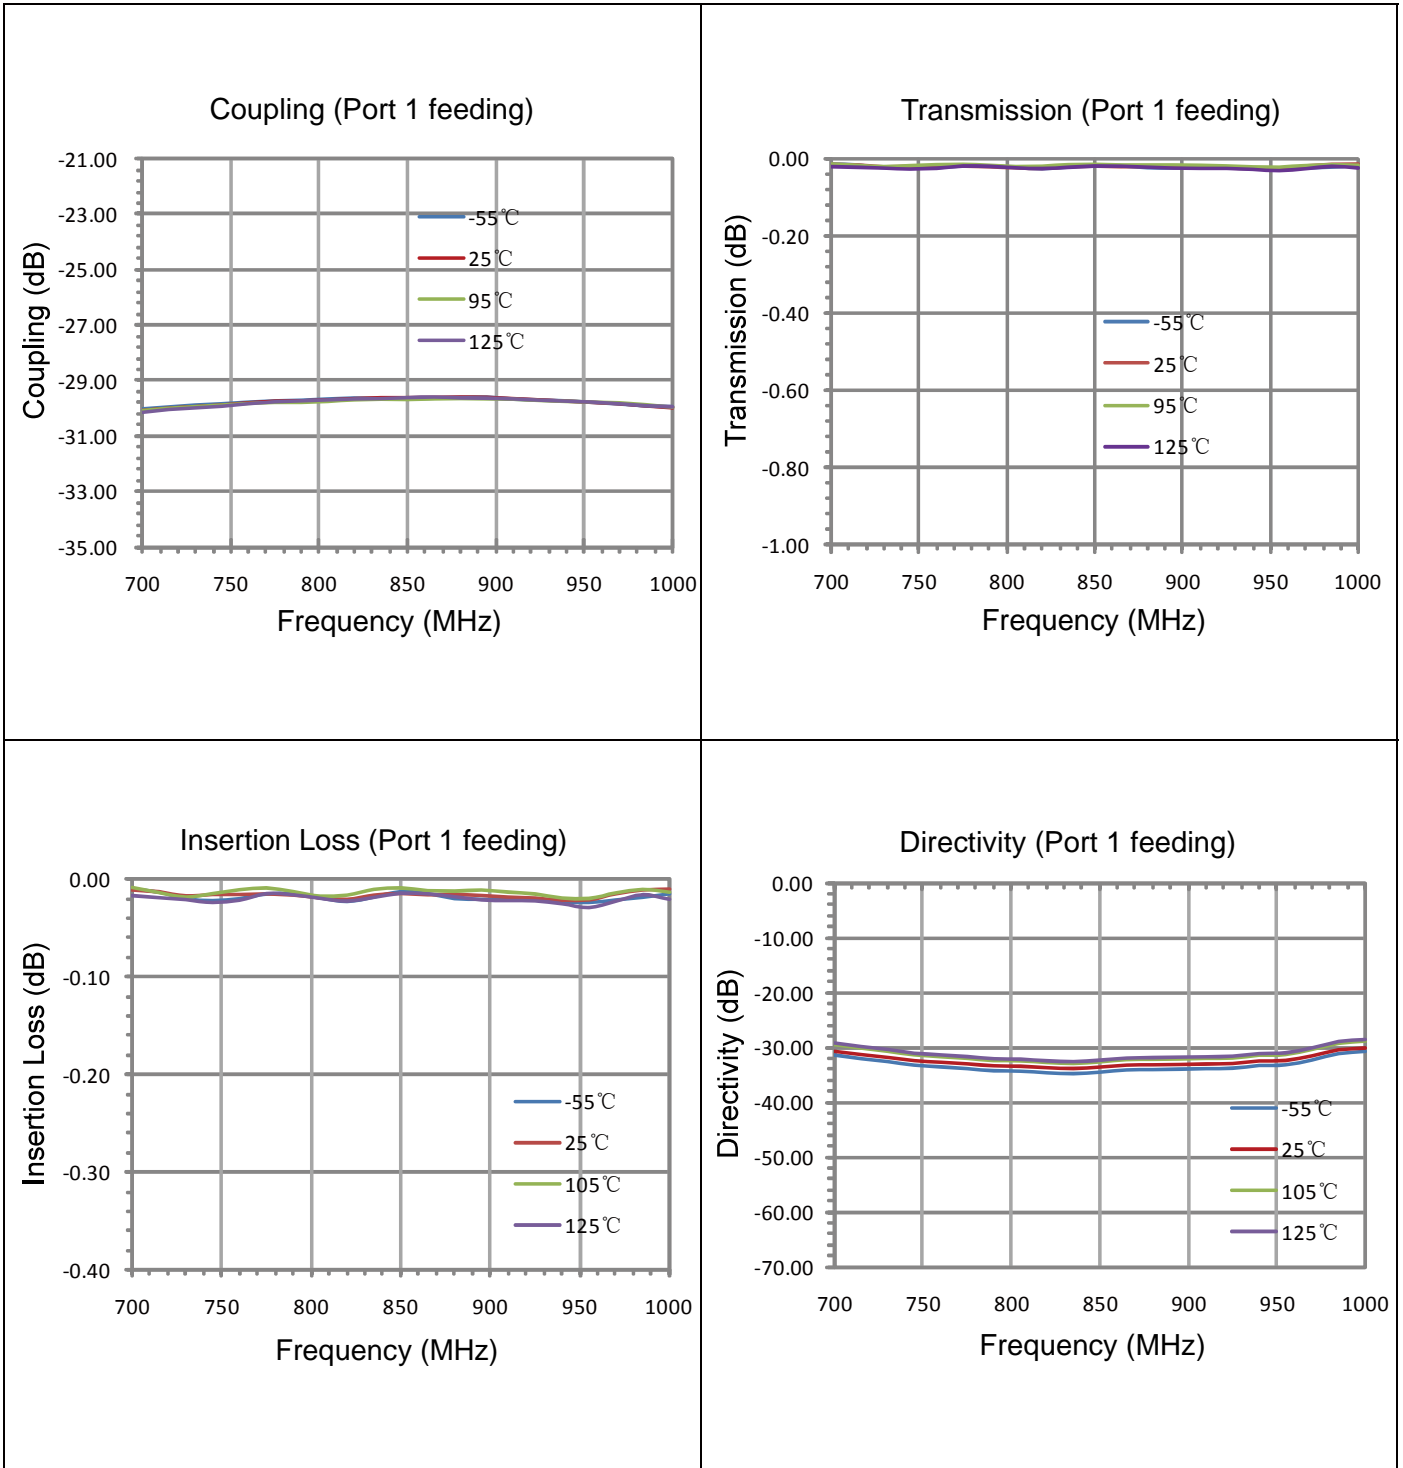 Coupling (Port 1 feeding)
Coupling (dB)
-21.00
-23.00
-25.00
-27.00
-29.00
-31.00
-33.00
-35.00
-55℃
25℃
95℃
125℃
700 750 800 850 900 950 1000
Frequency (MHz)
Transmission (Port 1 feeding)
Transmission (dB)
0.00
-0.20
-0.40
-0.60
-0.80
-1.00
-55℃
25℃
95℃
125℃
700 750 800 850 900 950 1000
Frequency (MHz)
Insertion Loss (Port 1 feeding)
Insertion Loss (dB)
0.00
-0.10
-0.20
-0.30
-0.40
-55℃
25℃
105℃
125℃
700 750 800 850 900 950 1000
Frequency (MHz)
Directivity (Port 1 feeding)
Directivity (dB)
0.00
-10.00
-20.00
-30.00
-40.00
-50.00
-60.00
-70.00
-55℃
25℃
105℃
125℃
700 750 800 850 900 950 1000
Frequency (MHz)